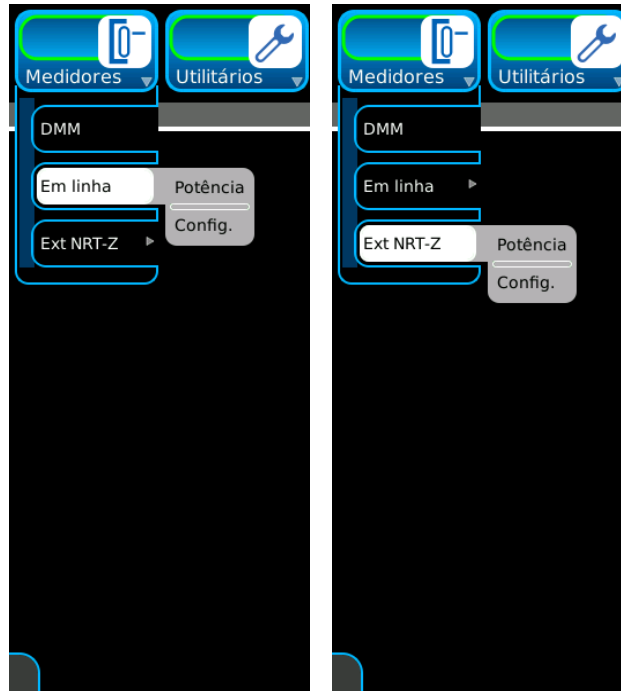 Medidores
Utilitários
DMM
Em linha
Potência
Config.
Ext NRT-Z
Medidores
Utilitários
DMM
Em linha
Ext NRT-Z
Potência
Config.